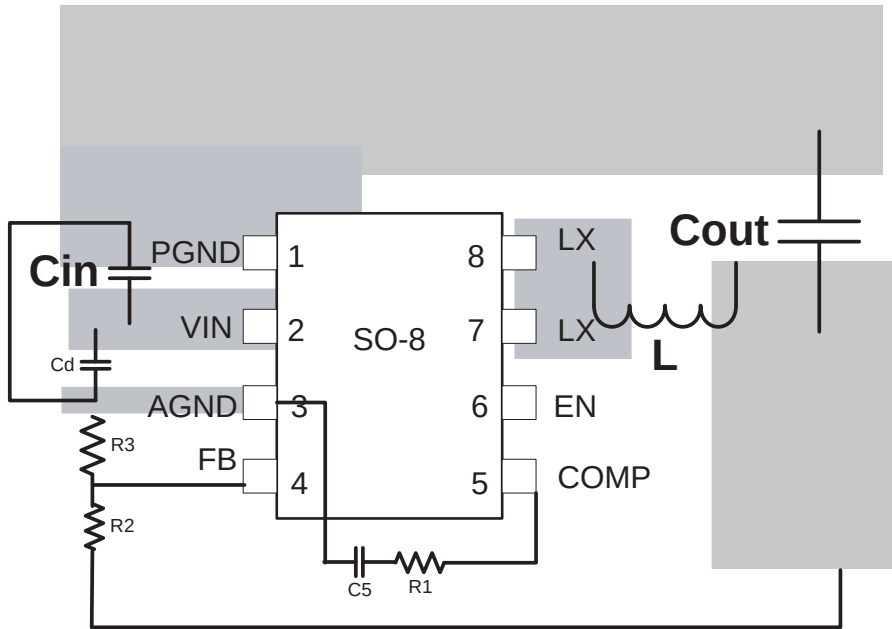 PGND 1
Cin
VIN 2
Cd
AGND 3
R3
FB 4
R2
SO-8
8 LX
7 LX
6 EN
5 COMP
Cout
L
C5
R1